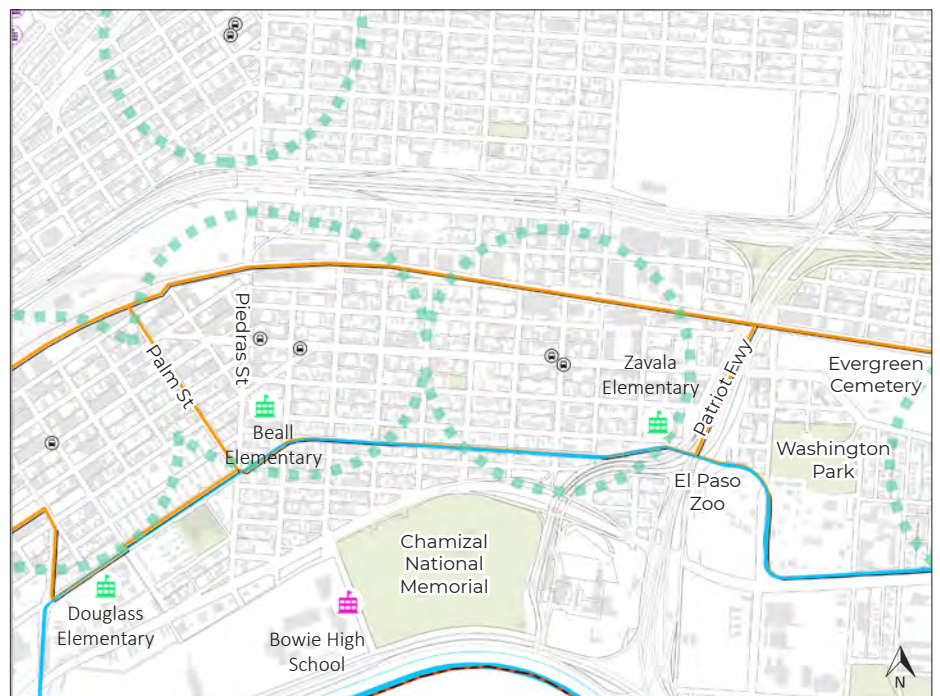 Piedras St
Palm St
Zavala
Elementary
Patriot Fwy
Evergreen
Cemetery
Beall
Elementary
Washington
Park
El Paso
Zoo
Chamizal
National
Memorial
Douglass
Elementary
Bowie High
School
N